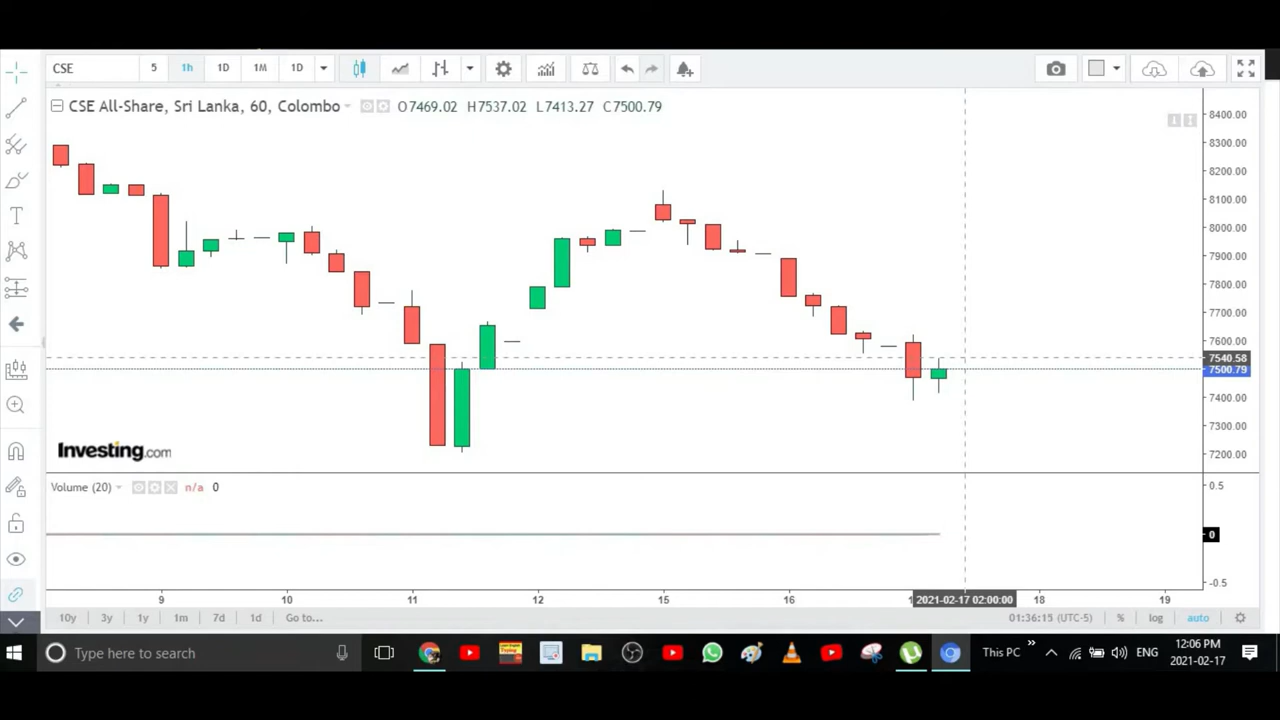 CSE 5 1h 1D 1M 1D
CSE All-Share, Sri Lanka, 60, Colombo O7469.02 H7537.02 L7413.27 C7500.79
8400.00
8300.00
8200.00
8100.00
8000.00
7900.00
7800.00
7700.00
7600.00
7540.58
7500.79
7400.00
7300.00
7200.00
Investing.com
Volume (20) n/a 0
0.5
0
-0.5
9 10 11 12 15 16 2021-02-17 02:00:00 18 19
10y 3y 1y 1m 7d 1d Go to... 01:36:15 (UTC-5) % log auto
Type here to search This PC ENG 12:06 PM
2021-02-17